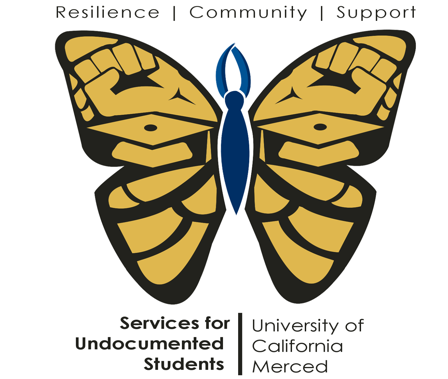 Resilience | Community | Support
Services for
Undocumented
Students
University of
California
Merced